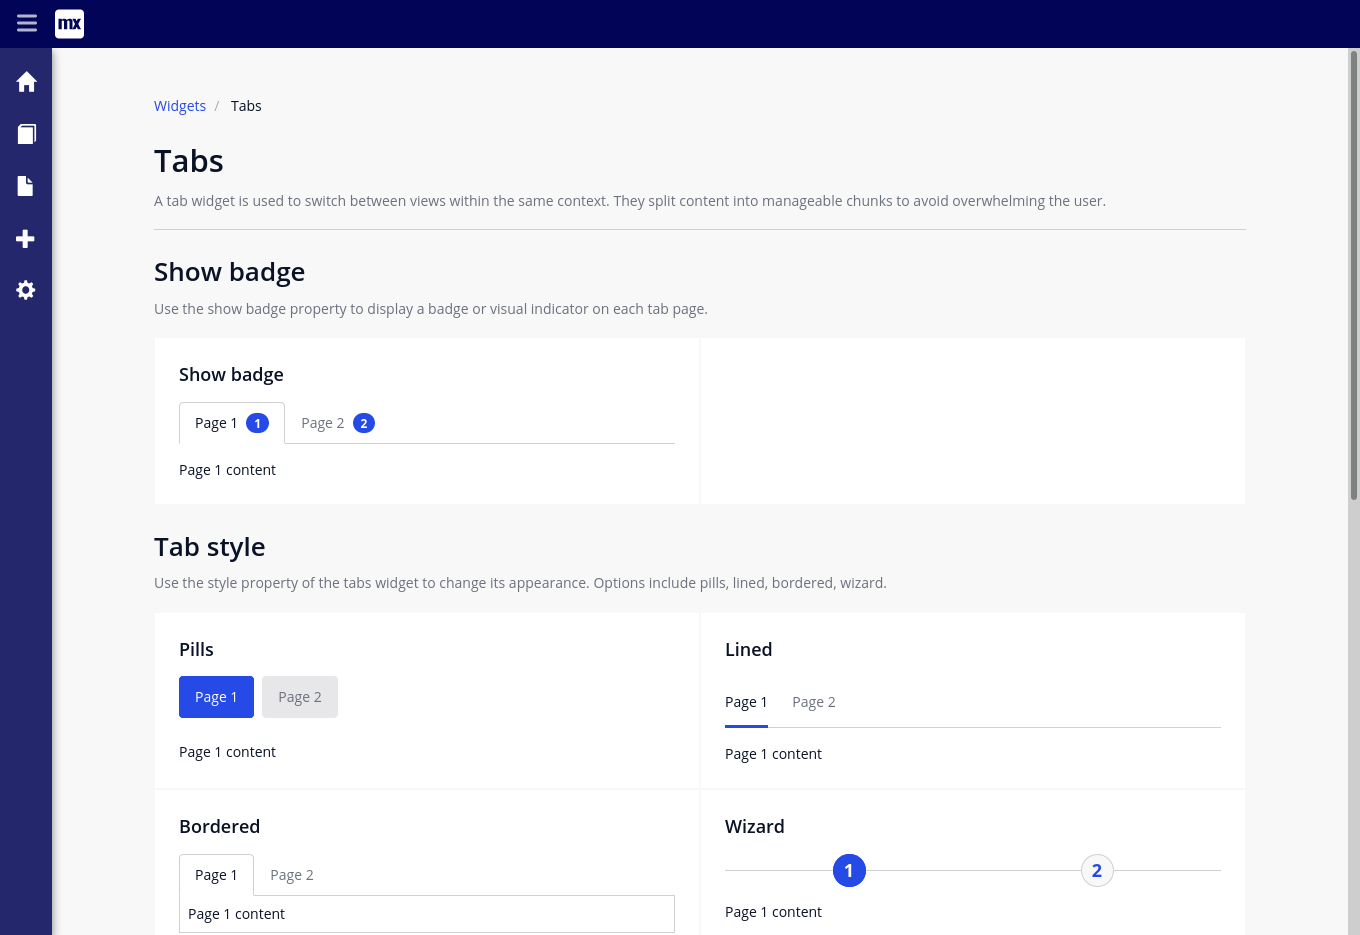 mx
Widgets / Tabs
Tabs
A tab widget is used to switch between views within the same context. They split content into manageable chunks to avoid overwhelming the user.
Show badge
Use the show badge property to display a badge or visual indicator on each tab page.
Show badge
Page 1 1 Page 2 2
Page 1 content
Tab style
Use the style property of the tabs widget to change its appearance. Options include pills, lined, bordered, wizard.
Pills
Page 1 Page 2
Page 1 content
Lined
Page 1 Page 2
Page 1 content
Bordered
Page 1 Page 2
Page 1 content
Wizard
1 2
Page 1 content